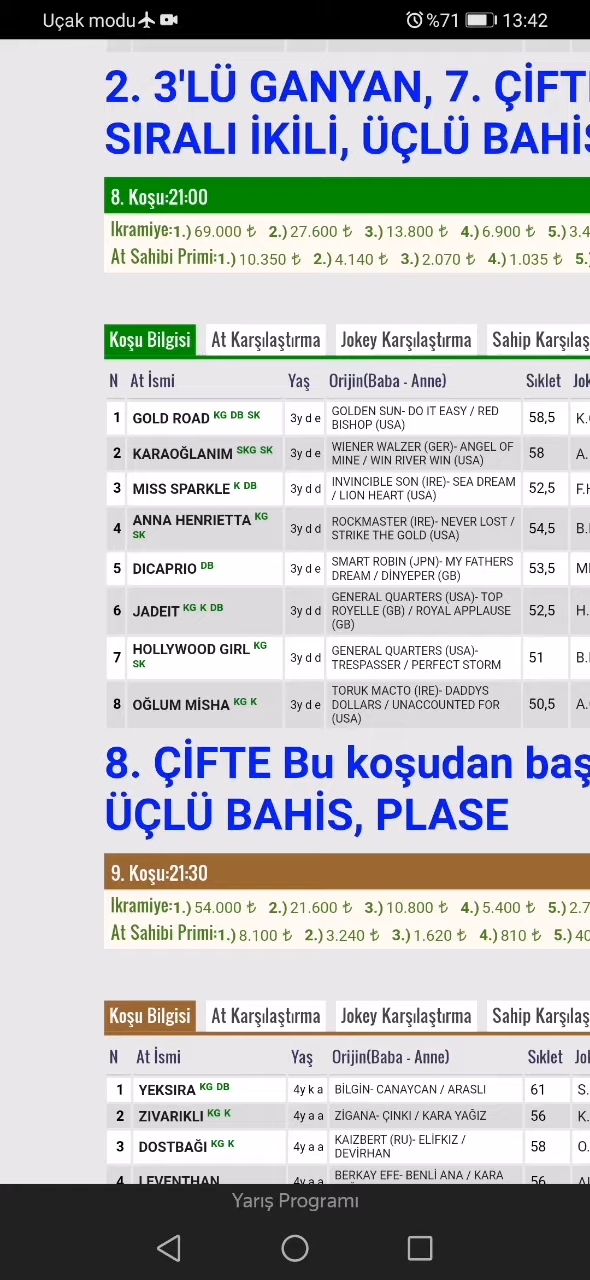 Uçak modu %71 13:42
2. 3'LÜ GANYAN, 7. ÇİFT
SIRALI İKİLİ, ÜÇLÜ BAHİS
8. Koşu:21:00
Ikramiye:1.) 69.000 ₺ 2.) 27.600 ₺ 3.) 13.800 ₺ 4.) 6.900 ₺ 5.) 3.4
At Sahibi Primi:1.) 10.350 ₺ 2.) 4.140 ₺ 3.) 2.070 ₺ 4.) 1.035 ₺ 5.
Koşu Bilgisi At Karşılaştırma Jokey Karşılaştırma Sahip Karşılaş
N At İsmi Yaş Orijin(Baba - Anne) Sıklet Jok
1 GOLD ROAD KG DB SK 3y d e GOLDEN SUN- DO IT EASY / RED
BISHOP (USA) 58,5 K.
2 KARAOĞLANIM SKG SK 3y d e WIENER WALZER (GER)- ANGEL OF
MINE / WIN RIVER WIN (USA) 58 A.
3 MISS SPARKLE K DB 3y d d INVINCIBLE SON (IRE)- SEA DREAM
/ LION HEART (USA) 52,5 F.H
4 ANNA HENRIETTA KG
SK 3y d d ROCKMASTER (IRE)- NEVER LOST /
STRIKE THE GOLD (USA) 54,5 B.
5 DICAPRIO DB 3y d e SMART ROBIN (JPN)- MY FATHERS
DREAM / DİNYEPER (GB) 53,5 M
6 JADEIT KG K DB 3y d d GENERAL QUARTERS (USA)- TOP
ROYELLE (GB) / ROYAL APPLAUSE
(GB) 52,5 H.
7 HOLLYWOOD GIRL KG
SK 3y d d GENERAL QUARTERS (USA)-
TRESPASSER / PERFECT STORM 51 B.
8 OĞLUM MİSHA KG K 3y d e TORUK MACTO (IRE)- DADDYS
DOLLARS / UNACCOUNTED FOR
(USA) 50,5 A.
8. ÇİFTE Bu koşudan baş
ÜÇLÜ BAHİS, PLASE
9. Koşu:21:30
Ikramiye:1.) 54.000 ₺ 2.) 21.600 ₺ 3.) 10.800 ₺ 4.) 5.400 ₺ 5.) 2.7
At Sahibi Primi:1.) 8.100 ₺ 2.) 3.240 ₺ 3.) 1.620 ₺ 4.) 810 ₺ 5.) 40
Koşu Bilgisi At Karşılaştırma Jokey Karşılaştırma Sahip Karşılaş
N At İsmi Yaş Orijin(Baba - Anne) Sıklet Jok
1 YEKSIRA KG DB 4y k a BİLGİN- CANAYCAN / ARASLI 61 S.
2 ZIVARIKLI KG K 4y a a ZİGANA- ÇINKI / KARA YAĞIZ 56 K.
3 DOSTBAĞI KG K 4y a a KAIZBERT (RU)- ELİFKIZ /
DEVİRHAN 58 O.
4 LEVENTHAN 4y a a BERKAY EFE- BENLİ ANA / KARA 56
Yarış Programı